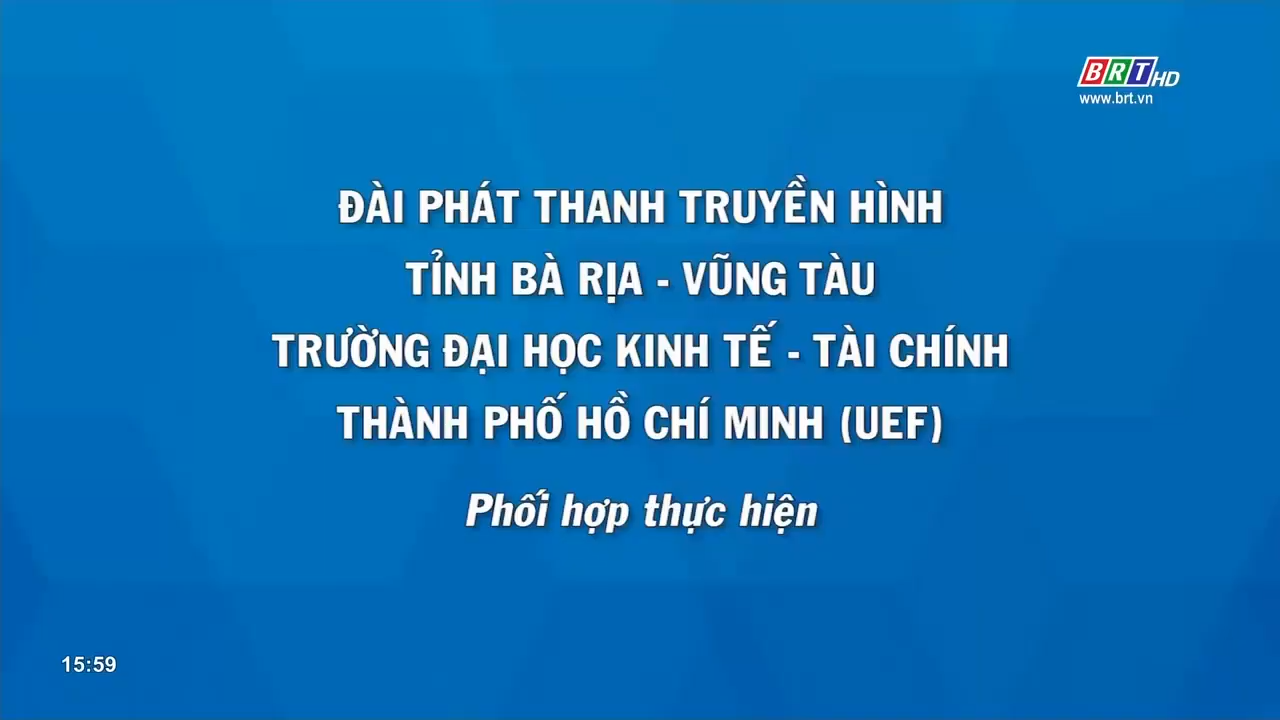 BRT HD
www.brt.vn
ĐÀI PHÁT THANH TRUYỀN HÌNH
TỈNH BÀ RỊA - VŨNG TÀU
TRƯỜNG ĐẠI HỌC KINH TẾ - TÀI CHÍNH
THÀNH PHỐ HỒ CHÍ MINH (UEF)
Phối hợp thực hiện
15:59